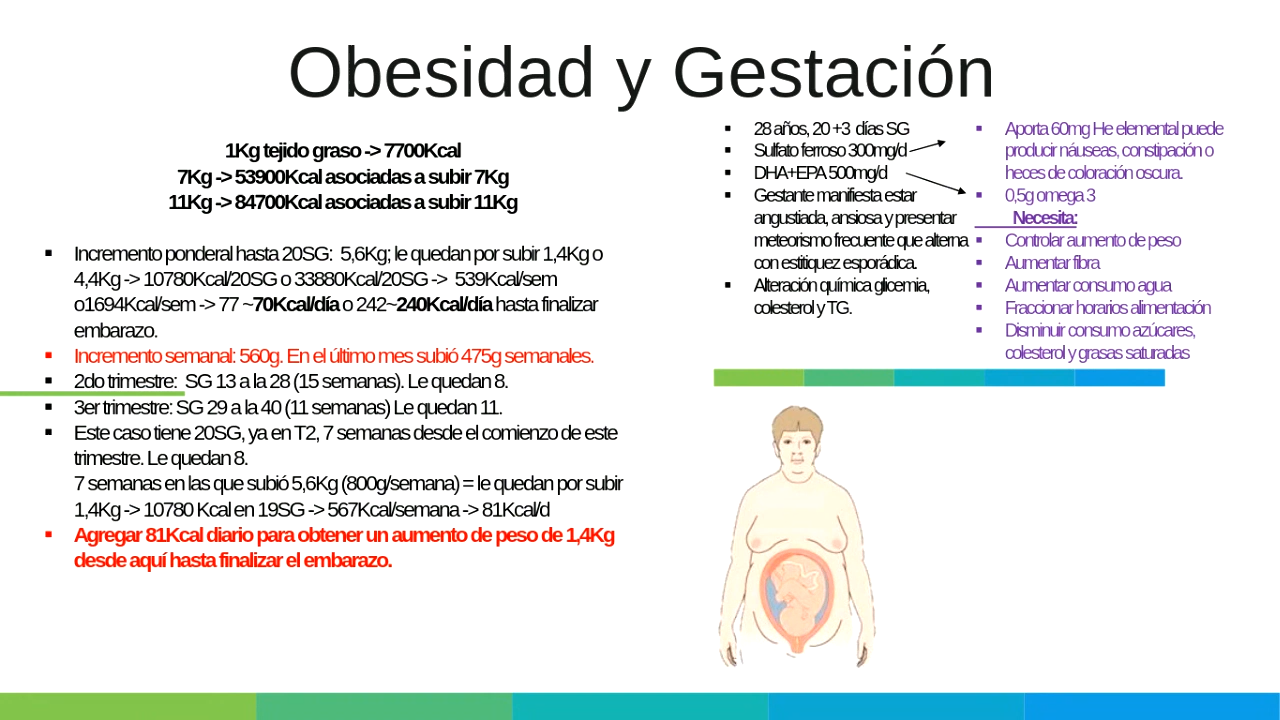 Obesidad y Gestación
1Kg tejido graso -> 7700Kcal
7Kg -> 53900Kcal asociadas a subir 7Kg
11Kg -> 84700Kcal asociadas a subir 11Kg
▪ Incremento ponderal hasta 20SG: 5,6Kg; le quedan por subir 1,4Kg o
4,4Kg -> 10780Kcal/20SG o 33880Kcal/20SG -> 539Kcal/sem
o1694Kcal/sem -> 77 ~70Kcal/día o 242~240Kcal/día hasta finalizar
embarazo.
▪ Incremento semanal: 560g. En el último mes subió 475g semanales.
▪ 2do trimestre: SG 13 a la 28 (15 semanas). Le quedan 8.
▪ 3er trimestre: SG 29 a la 40 (11 semanas) Le quedan 11.
▪ Este caso tiene 20SG, ya en T2, 7 semanas desde el comienzo de este
trimestre. Le quedan 8.
7 semanas en las que subió 5,6Kg (800g/semana) = le quedan por subir
1,4Kg -> 10780 Kcal en 19SG -> 567Kcal/semana -> 81Kcal/d
▪ Agregar 81Kcal diario para obtener un aumento de peso de 1,4Kg
desde aquí hasta finalizar el embarazo.
▪ 28 años, 20 +3 días SG
▪ Sulfato ferroso 300mg/d
▪ DHA+EPA 500mg/d
▪ Gestante manifiesta estar
angustiada, ansiosa y presentar
meteorismo frecuente que alterna
con estitiquez esporádica.
▪ Alteración química glicemia,
colesterol y TG.
▪ Aporta 60mg He elemental puede
producir náuseas, constipación o
heces de coloración oscura.
▪ 0,5g omega 3
Necesita:
▪ Controlar aumento de peso
▪ Aumentar fibra
▪ Aumentar consumo agua
▪ Fraccionar horarios alimentación
▪ Disminuir consumo azúcares,
colesterol y grasas saturadas